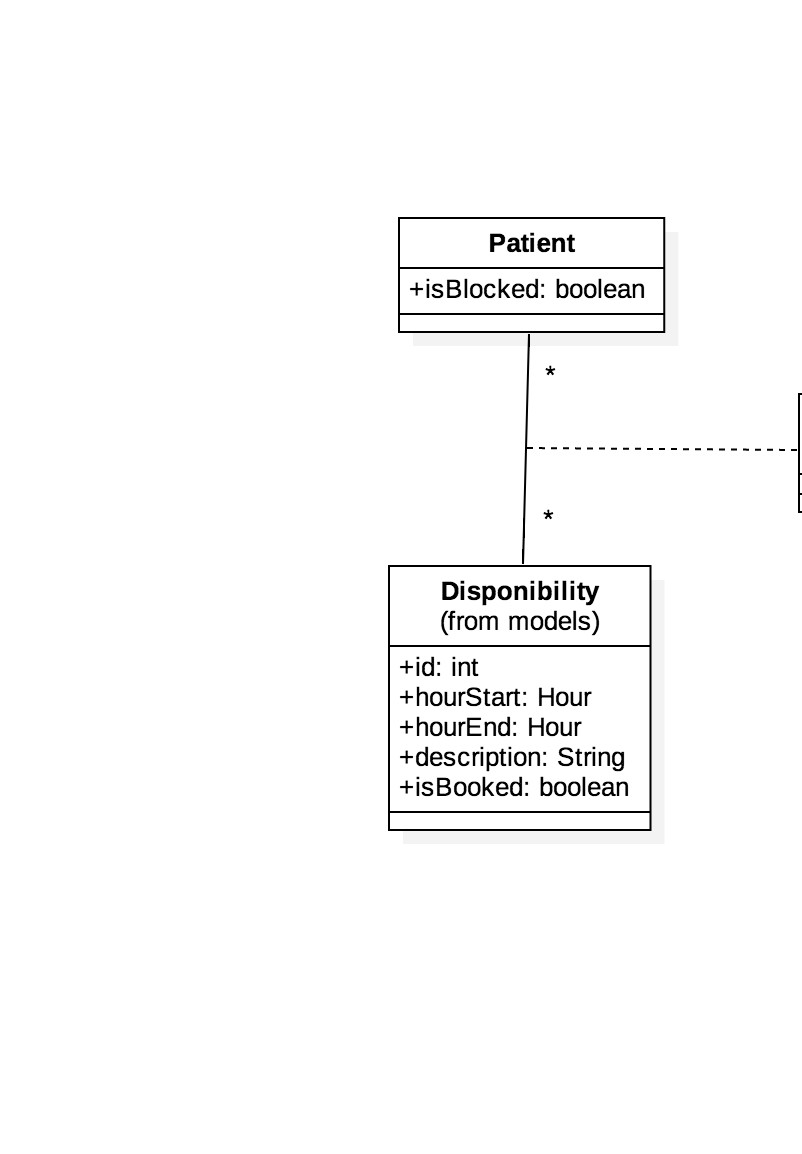 Patient
+isBlocked: boolean
*
*
Disponibility
(from models)
+id: int
+hourStart: Hour
+hourEnd: Hour
+description: String
+isBooked: boolean